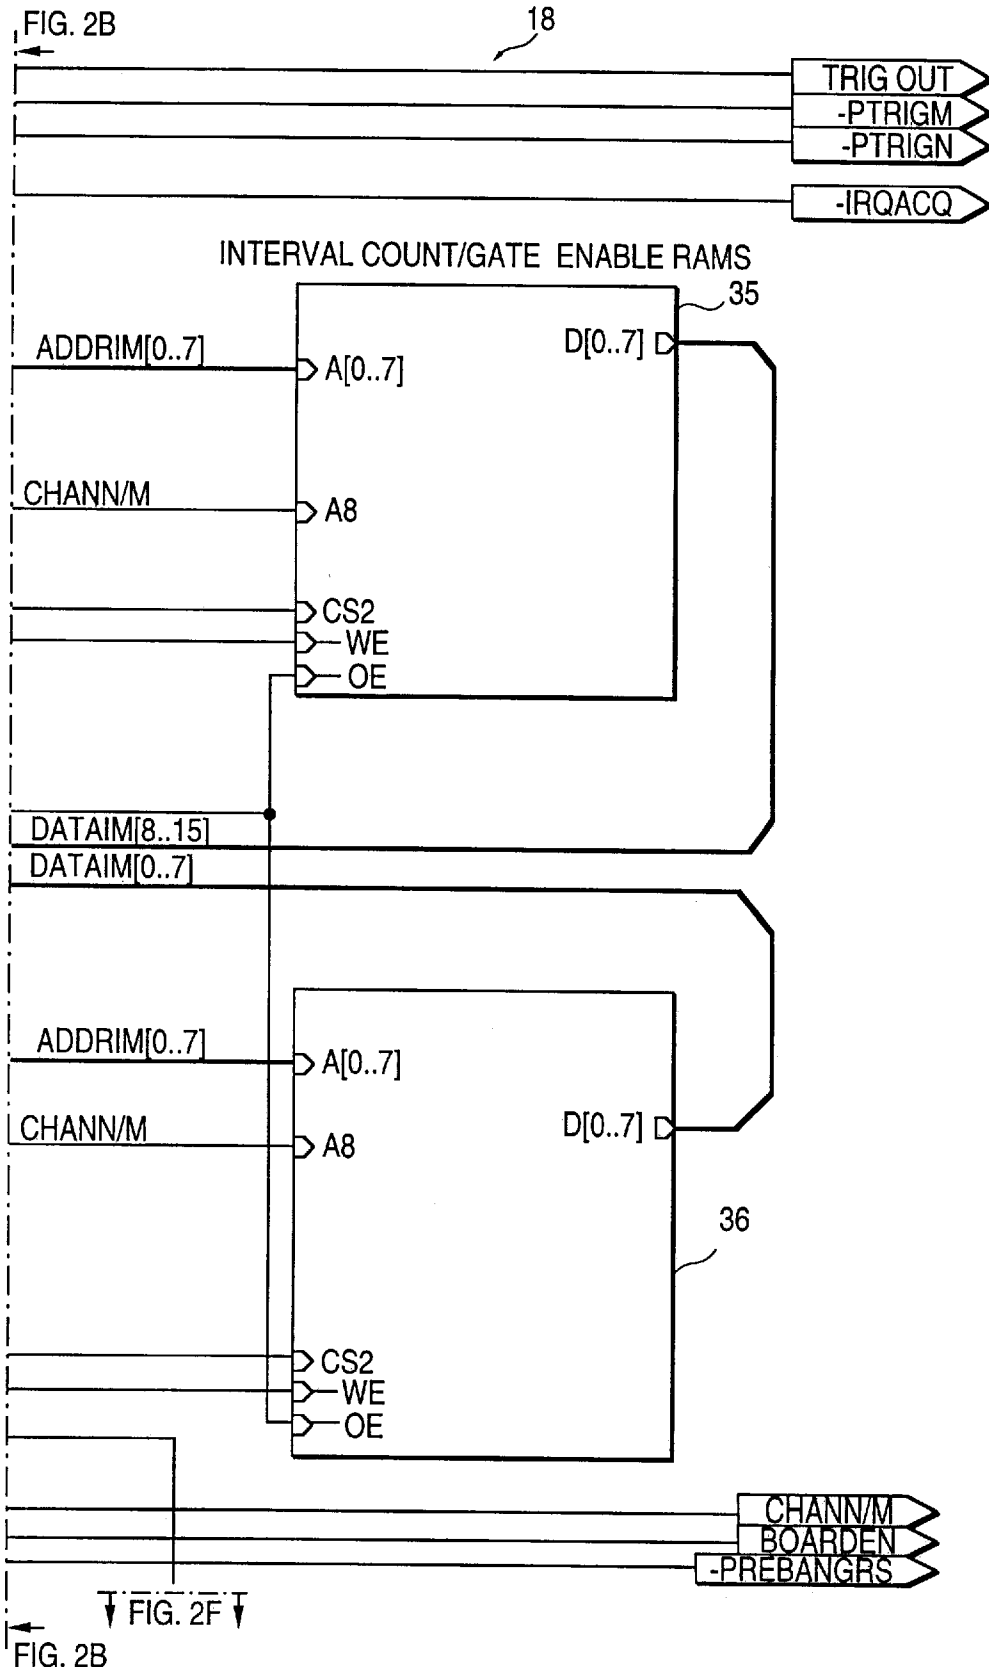 FIG. 2B
18
TRIG OUT
-PTRIGM
-PTRIGN
-IRQACQ
INTERVAL COUNT/GATE ENABLE RAMS
35
ADDRIM[0..7]
A[0..7]
D[0..7]
CHANN/M
A8
CS2
WE
OE
DATAIM[8..15]
DATAIM[0..7]
ADDRIM[0..7]
A[0..7]
D[0..7]
CHANN/M
A8
36
CS2
WE
OE
CHANN/M
BOARDEN
-PREBANGRS
FIG. 2F
FIG. 2B